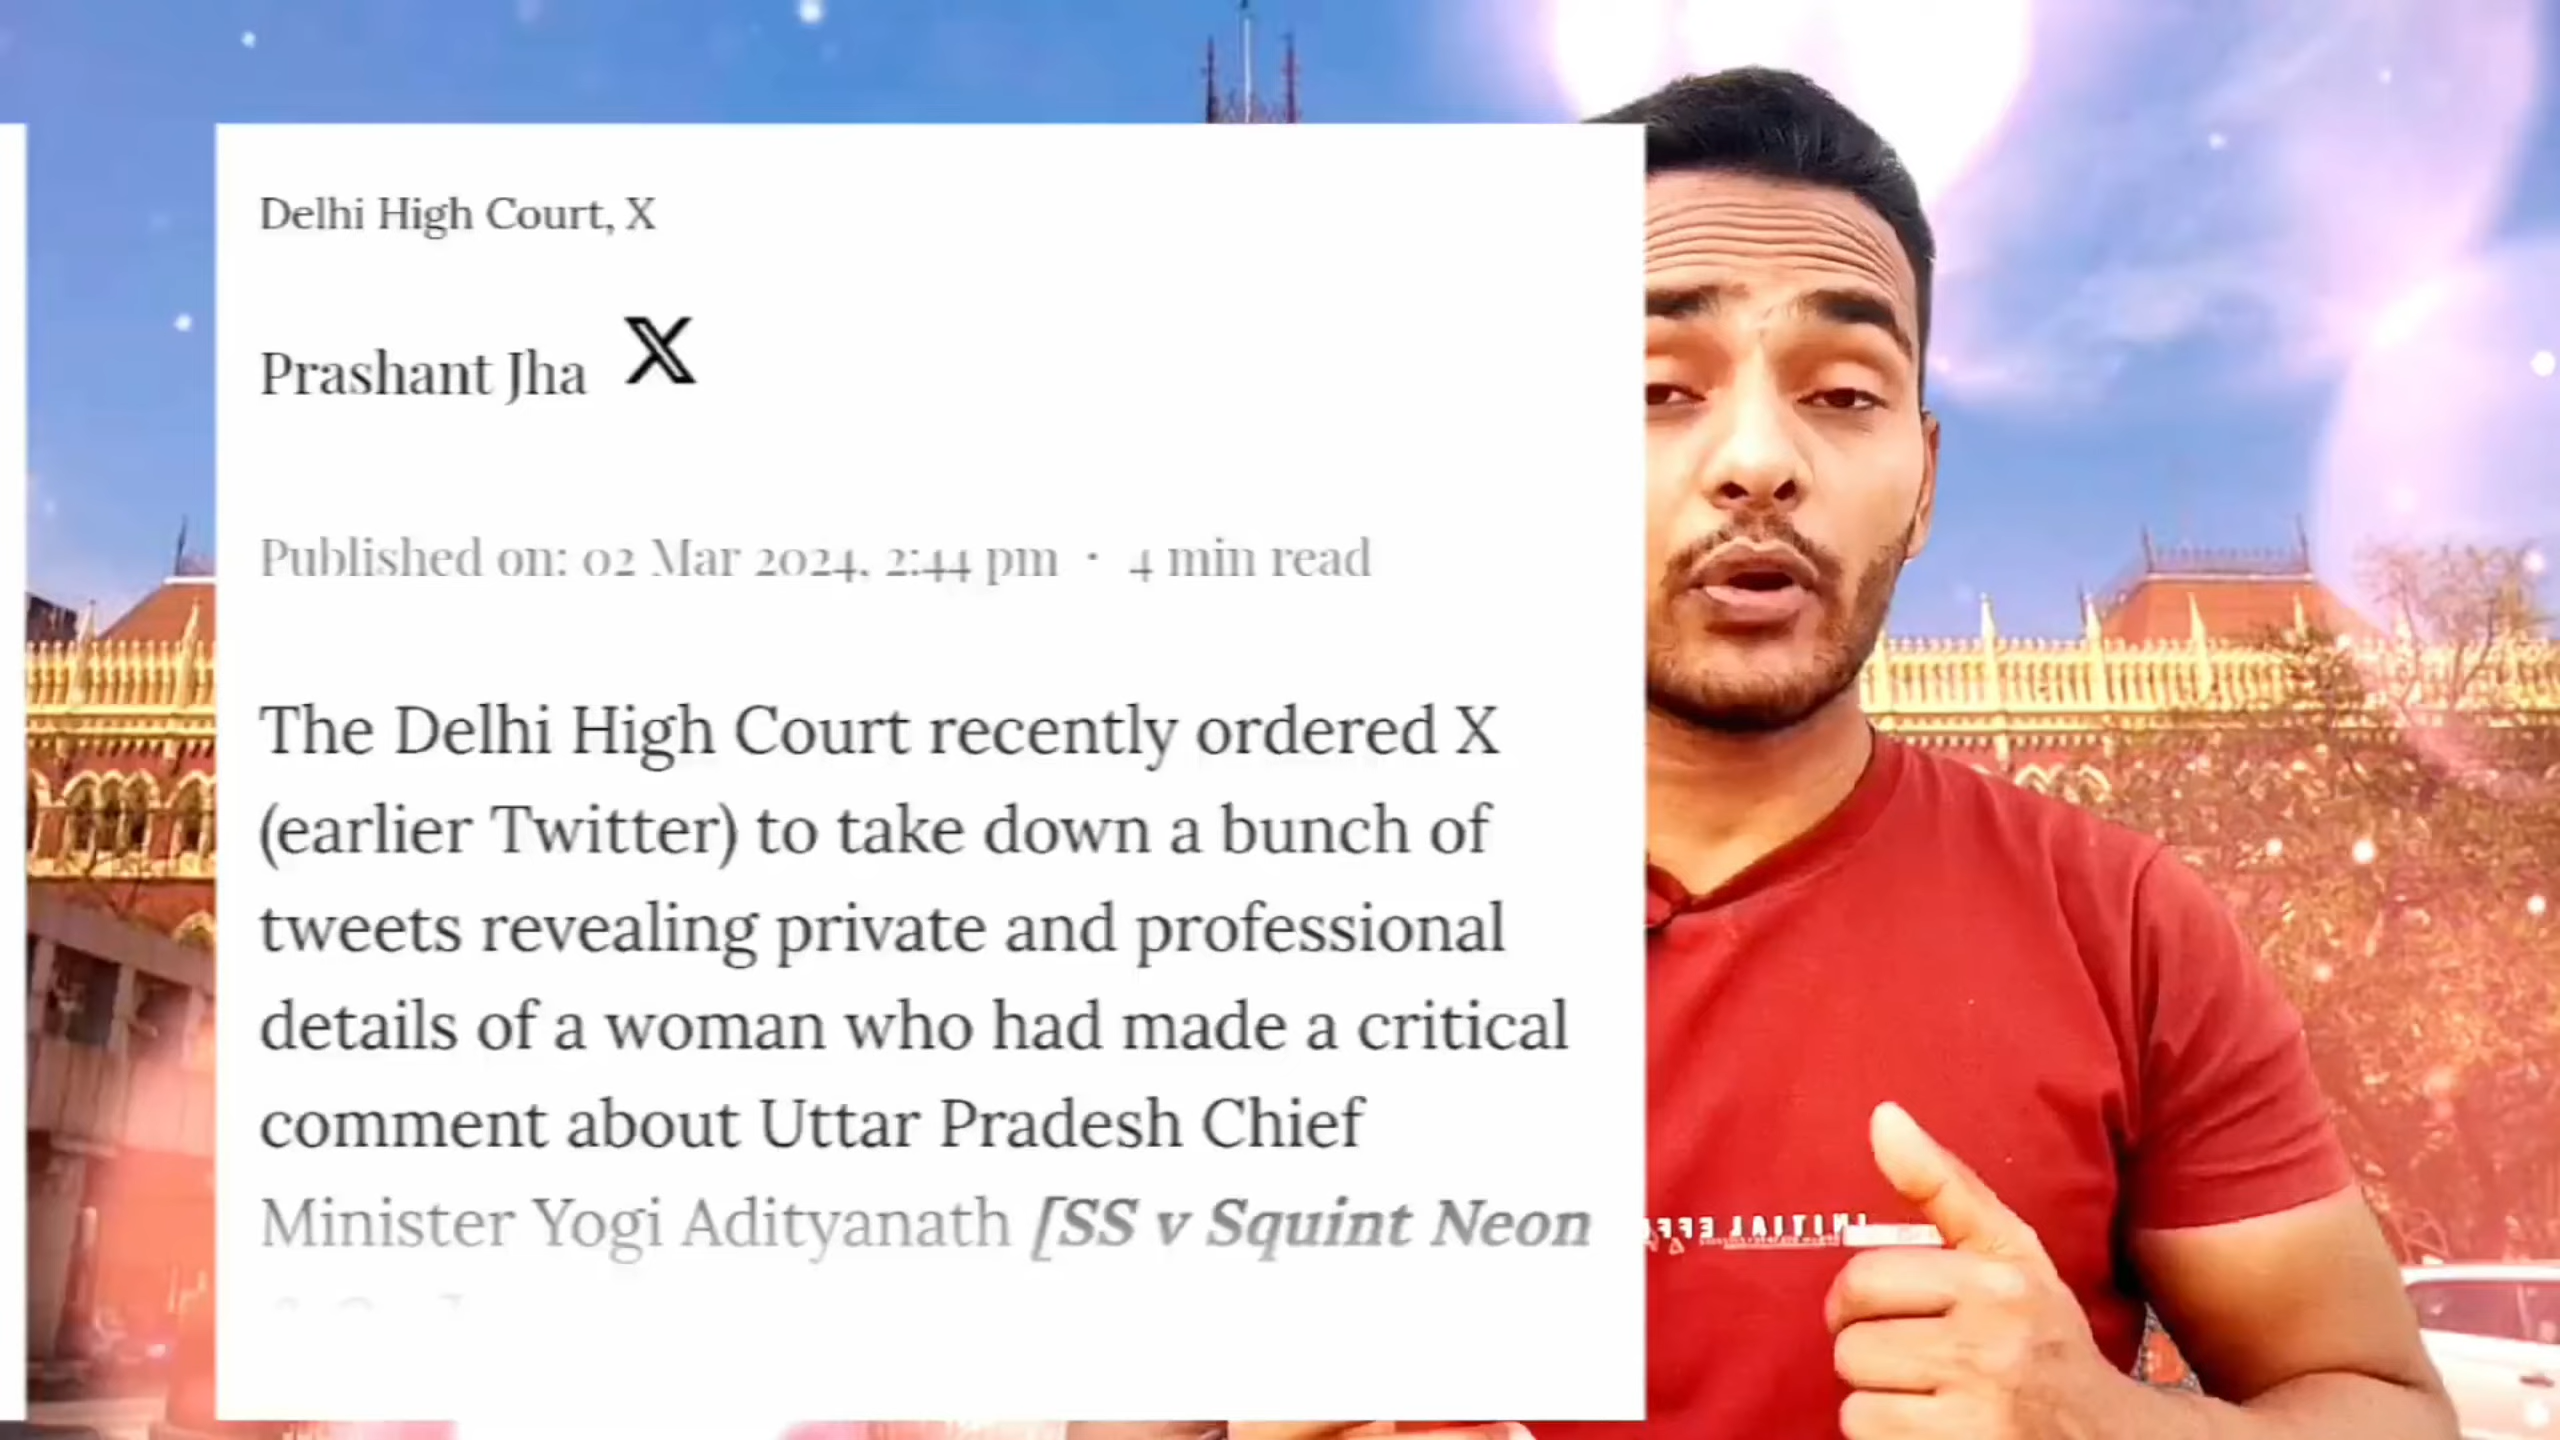 Delhi High Court, X
Prashant Jha X
Published on: 02 Mar 2024, 2:44 pm · 4 min read
The Delhi High Court recently ordered X
(earlier Twitter) to take down a bunch of
tweets revealing private and professional
details of a woman who had made a critical
comment about Uttar Pradesh Chief
Minister Yogi Adityanath [SS v Squint Neon
INITIAL EFF